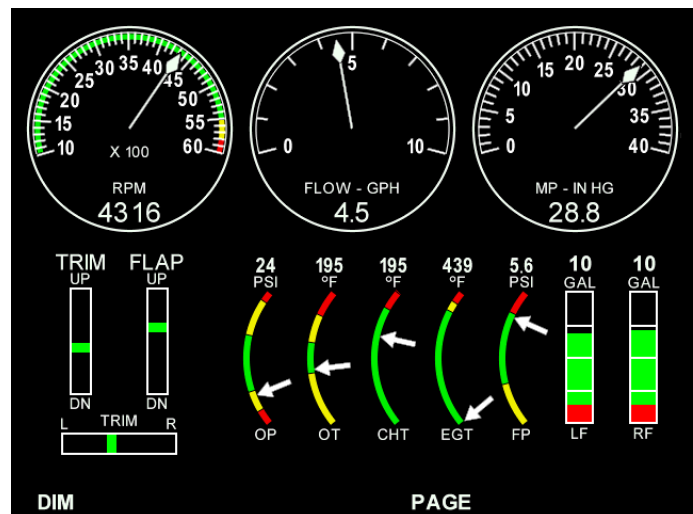 10 15 20 25 30 35 40 45 50 55 60
X 100
RPM
4316
0 5 10
FLOW - GPH
4.5
0 5 10 15 20 25 30 35 40
MP - IN HG
28.8
TRIM FLAP
UP UP
DN DN
L TRIM R
24 195 195 439 5.6 10 10
PSI °F °F °F PSI GAL GAL
OP OT CHT EGT FP LF RF
DIM PAGE